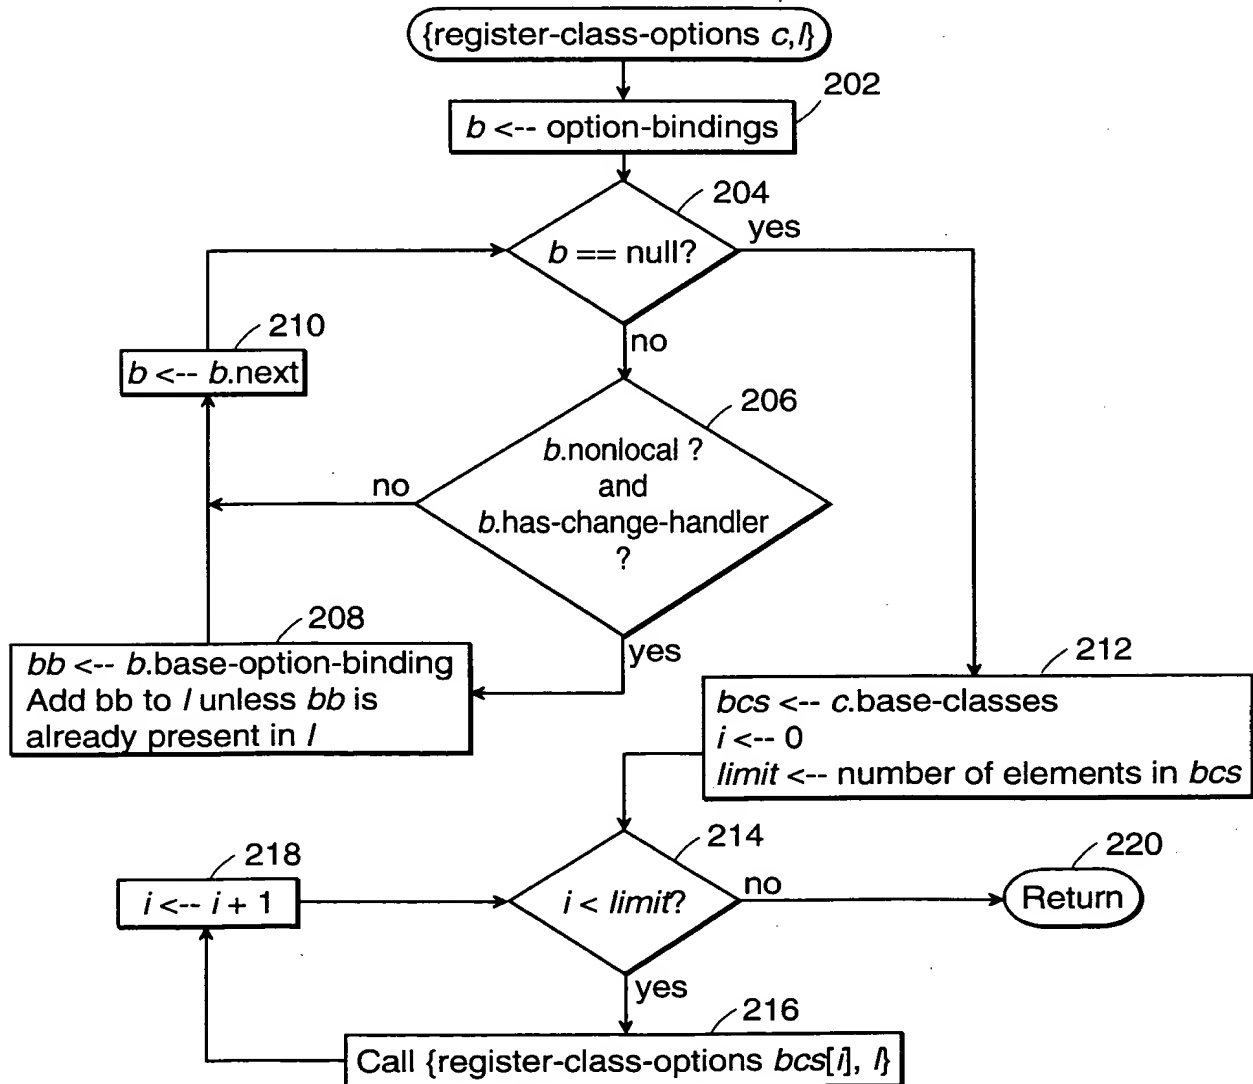 {register-class-options c,l}
202
b <-- option-bindings
204
yes
b == null?
210
no
b <-- b.next
206
b.nonlocal ?
and
b.has-change-handler
?
no
208
yes
bb <-- b.base-option-binding
Add bb to l unless bb is
already present in l
212
bcs <-- c.base-classes
i <-- 0
limit <-- number of elements in bcs
214
218
220
i <-- i + 1
i < limit?
no
Return
yes
216
Call {register-class-options bcs[i], l}